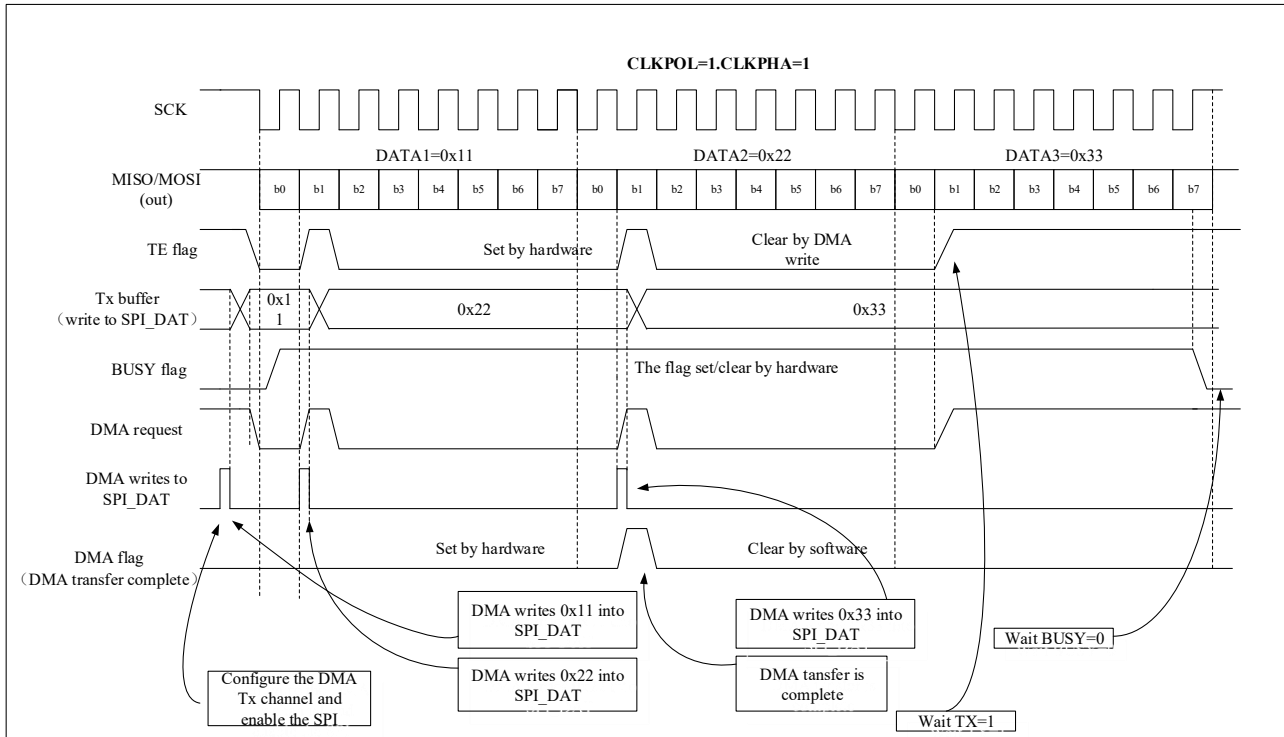 CLKPOL=1.CLKPHA=1
SCK
DATA1=0x11
DATA2=0x22
DATA3=0x33
MISO/MOSI
(out)
b0 b1 b2 b3 b4 b5 b6 b7 b0 b1 b2 b3 b4 b5 b6 b7 b0 b1 b2 b3 b4 b5 b6 b7
TE flag
Set by hardware
Clear by DMA
write
Tx buffer
（write to SPI_DAT）
0x1
1
0x22
0x33
BUSY flag
The flag set/clear by hardware
DMA request
DMA writes to
SPI_DAT
DMA flag
（DMA transfer complete）
Set by hardware
Clear by software
DMA writes 0x11 into
SPI_DAT
DMA writes 0x33 into
SPI_DAT
Wait BUSY=0
Configure the DMA
Tx channel and
enable the SPI
DMA writes 0x22 into
SPI_DAT
DMA tansfer is
complete
Wait TX=1